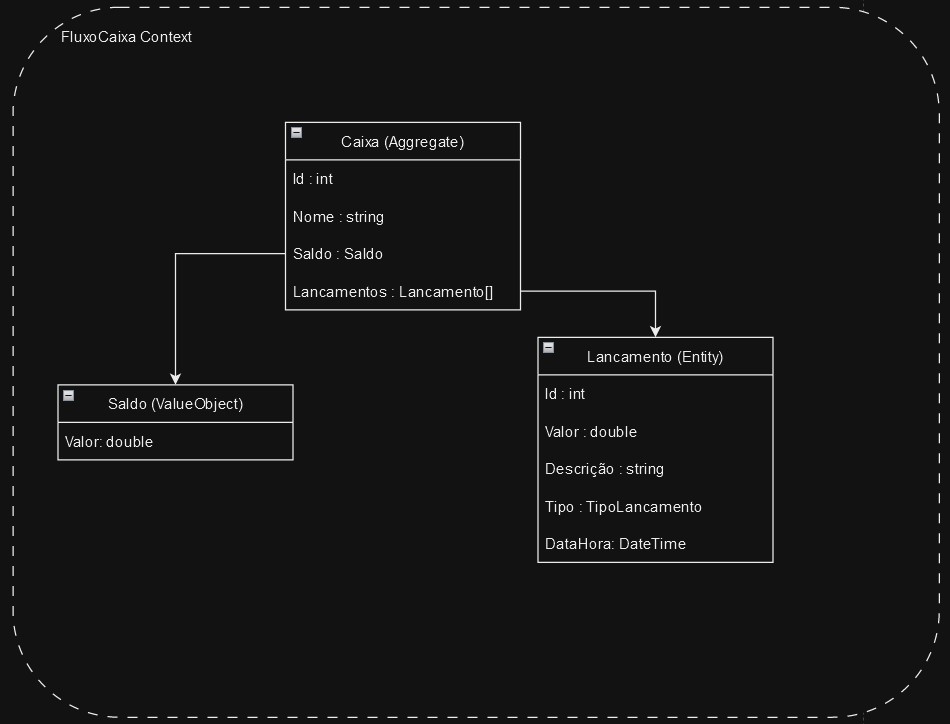 FluxoCaixa Context
Caixa (Aggregate)
Id : int
Nome : string
Saldo : Saldo
Lancamentos : Lancamento[]
Saldo (ValueObject)
Valor: double
Lancamento (Entity)
Id : int
Valor : double
Descrição : string
Tipo : TipoLancamento
DataHora: DateTime